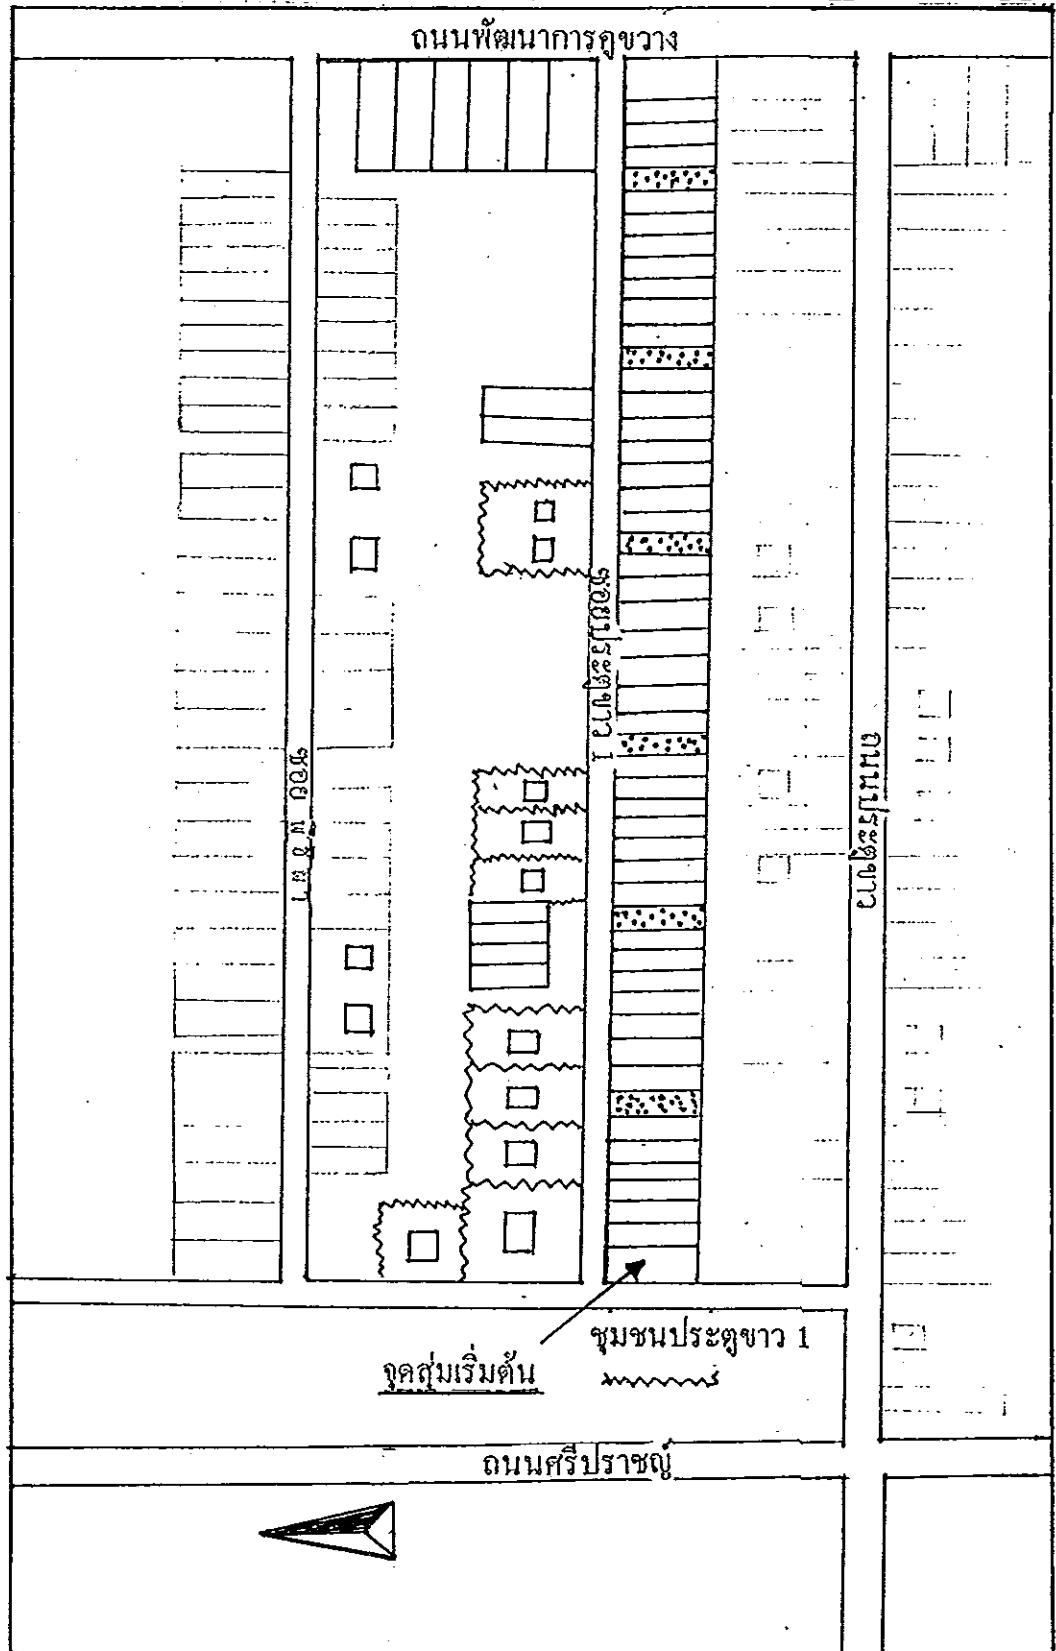 ถนนพัฒนาการคูขวาง
ซอยประตูขาว 1
ถนนประตูขาว
ซอย พ ชิ ผา
ชุมชนประตูขาว 1
จุดสุ่มเริ่มต้น
ถนนศรีปราชญ์